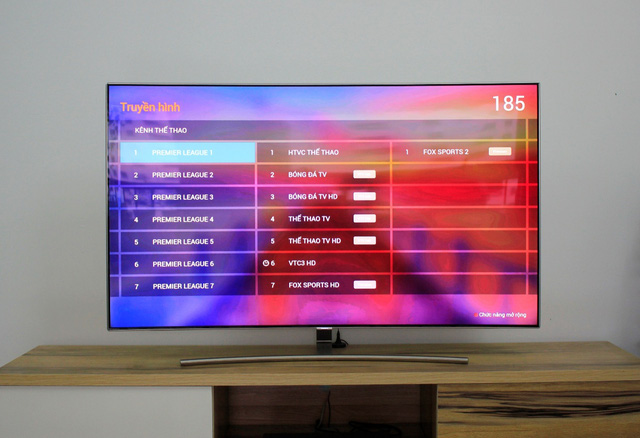 Truyền hình
185
KÊNH THỂ THAO
1 PREMIER LEAGUE 1
2 PREMIER LEAGUE 2
3 PREMIER LEAGUE 3
4 PREMIER LEAGUE 4
5 PREMIER LEAGUE 5
6 PREMIER LEAGUE 6
7 PREMIER LEAGUE 7
1 HTVC THỂ THAO
2 BÓNG ĐÁ TV
3 BÓNG ĐÁ TV HD
4 THỂ THAO TV
5 THỂ THAO TV HD
6 VTC3 HD
7 FOX SPORTS HD
1 FOX SPORTS 2
Chức năng mở rộng